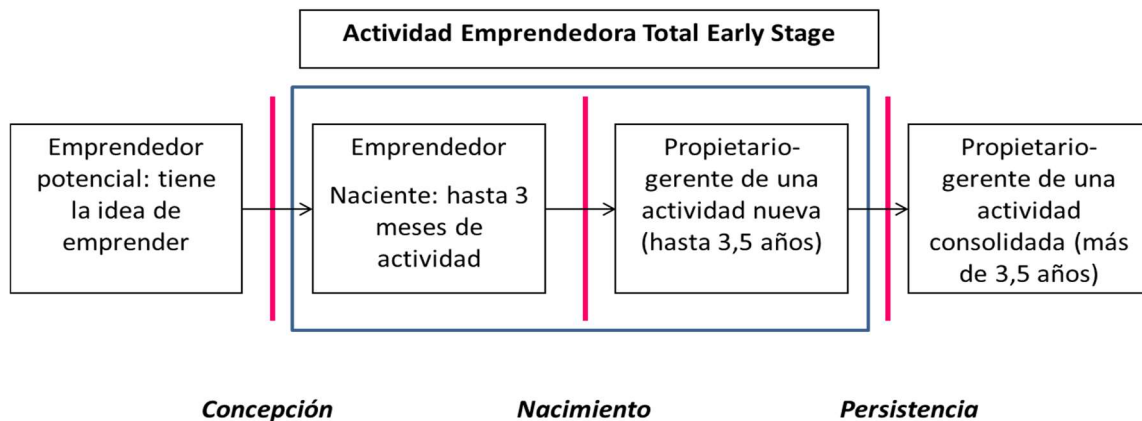 Actividad Emprendedora Total Early Stage
Emprendedor
potencial: tiene
la idea de
emprender
Emprendedor
Naciente: hasta 3
meses de
actividad
Propietario-
gerente de una
actividad nueva
(hasta 3,5 años)
Propietario-
gerente de una
actividad
consolidada (más
de 3,5 años)
Concepción
Nacimiento
Persistencia